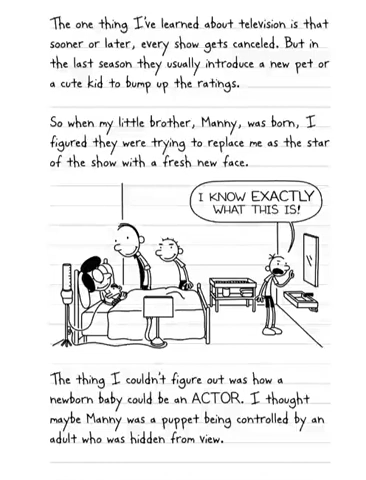 The one thing I've learned about television is that
sooner or later, every show gets canceled. But in
the last season they usually introduce a new pet or
a cute kid to bump up the ratings.
So when my little brother, Manny, was born, I
figured they were trying to replace me as the star
of the show with a fresh new face.
I KNOW EXACTLY
WHAT THIS IS!
The thing I couldn't figure out was how a
newborn baby could be an ACTOR. I thought
maybe Manny was a puppet being controlled by an
adult who was hidden from view.